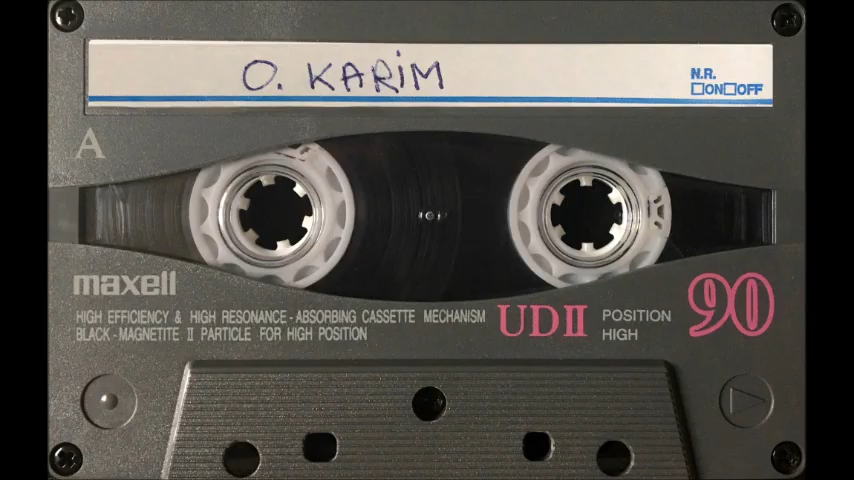 O. KARiM
N.R.
□ON□OFF
A
maxell
HIGH EFFICIENCY & HIGH RESONANCE-ABSORBING CASSETTE MECHANISM
BLACK-MAGNETITE II PARTICLE FOR HIGH POSITION
UDII
POSITION
HIGH
90